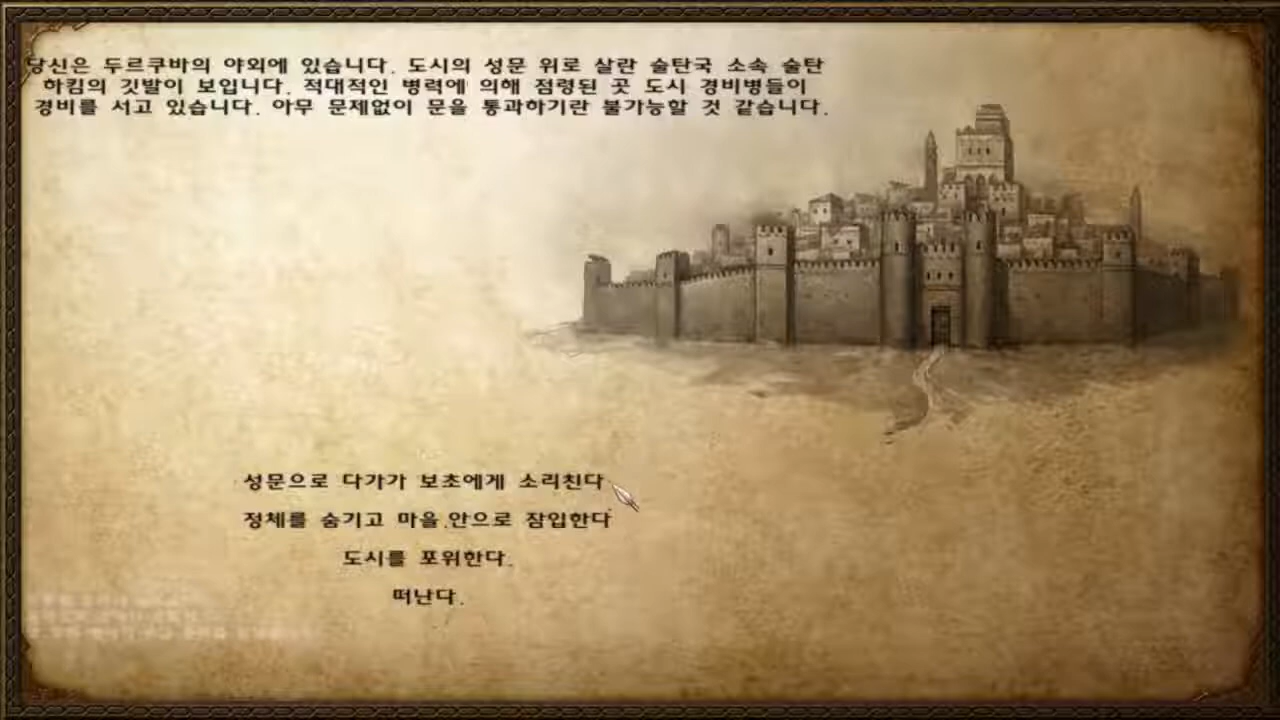 당신은 두르쿠바의 야외에 있습니다. 도시의 성문 위로 살란 술탄국 소속 술탄
하킴의 깃발이 보입니다. 적대적인 병력에 의해 점령된 곳 도시 경비병들이
경비를 서고 있습니다. 아무 문제없이 문을 통과하기란 불가능할 것 같습니다.
성문으로 다가가 보초에게 소리친다
정체를 숨기고 마을 안으로 잠입한다
도시를 포위한다.
떠난다.